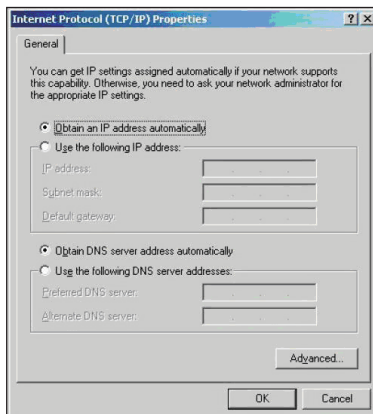 Internet Protocol (TCP/IP) Properties
General
You can get IP settings assigned automatically if your network supports
this capability. Otherwise, you need to ask your network administrator for
the appropriate IP settings.
Obtain an IP address automatically
Use the following IP address:
IP address:
Subnet mask:
Default gateway:
Obtain DNS server address automatically
Use the following DNS server addresses:
Preferred DNS server:
Alternate DNS server:
Advanced...
OK
Cancel